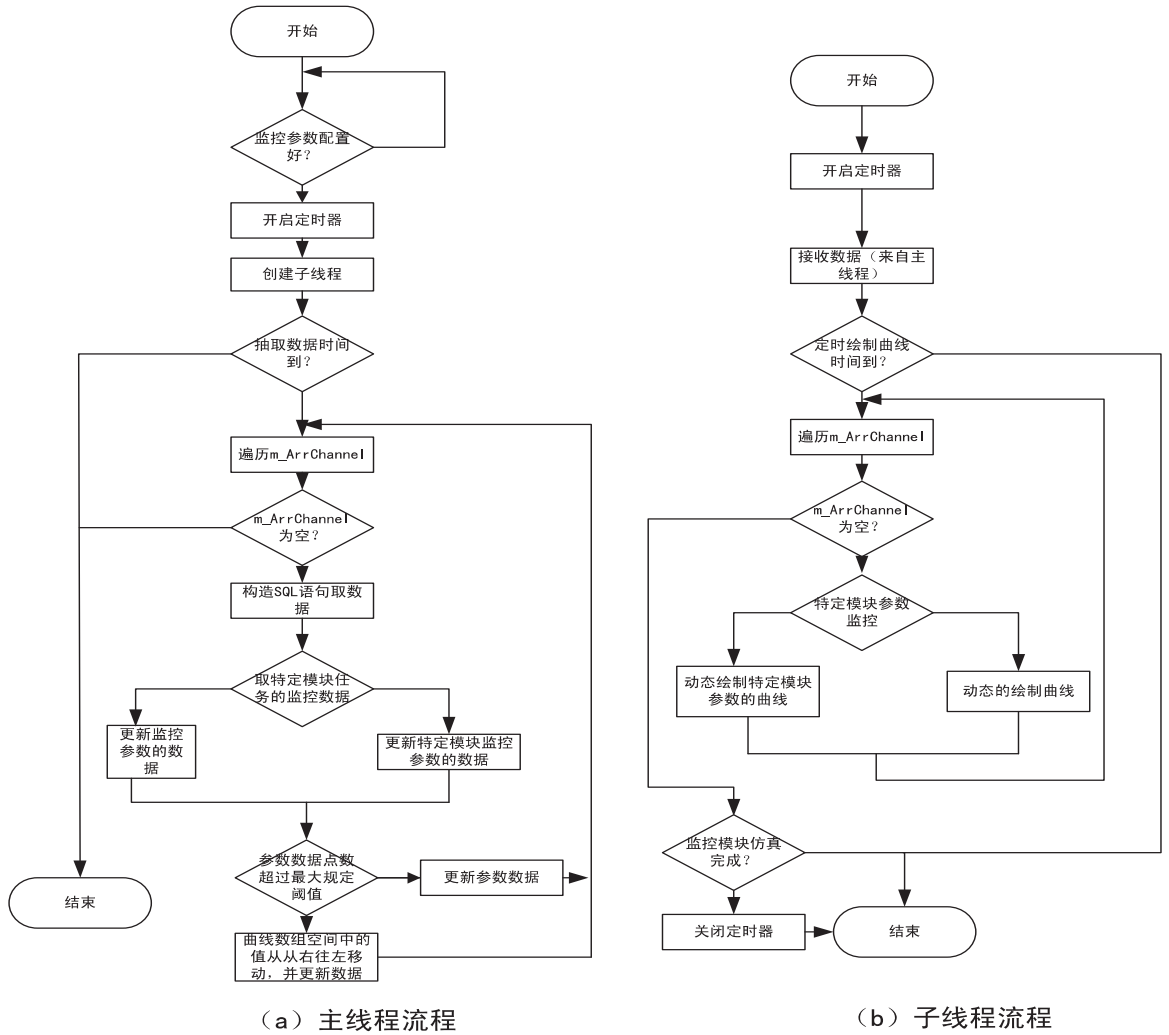 开始
监控参数配置
好?
开启定时器
创建子线程
抽取数据时间
到?
遍历m_ArrChannel
m_ArrChannel
为空?
构造SQL语句取数
据
取特定模块任
务的监控数据
更新监控
参数的数
据
更新特定模块监控
参数的数据
参数数据点数
超过最大规定
阈值
更新参数数据
结束
曲线数组空间中的
值从从右往左移
动，并更新数据
（a）主线程流程
开始
开启定时器
接收数据（来自主
线程）
定时绘制曲线
时间到?
遍历m_ArrChannel
m_ArrChannel
为空?
特定模块参数
监控
动态绘制特定模块
参数的曲线
动态的绘制曲线
监控模块仿真
完成?
关闭定时器
结束
（b）子线程流程